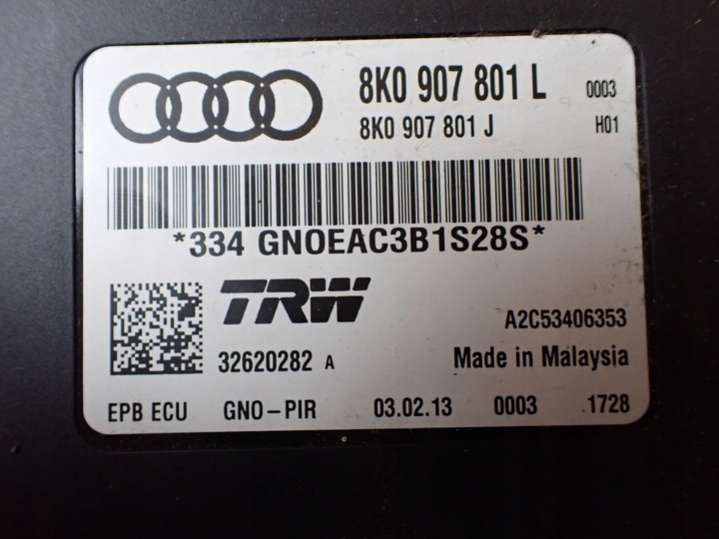 8K0 907 801 L 0003
8K0 907 801 J H01
*334 GNOEAC3B1S28S*
TRW
A2C53406353
32620282 A Made in Malaysia
EPB ECU GNO-PIR 03.02.13 0003 1728